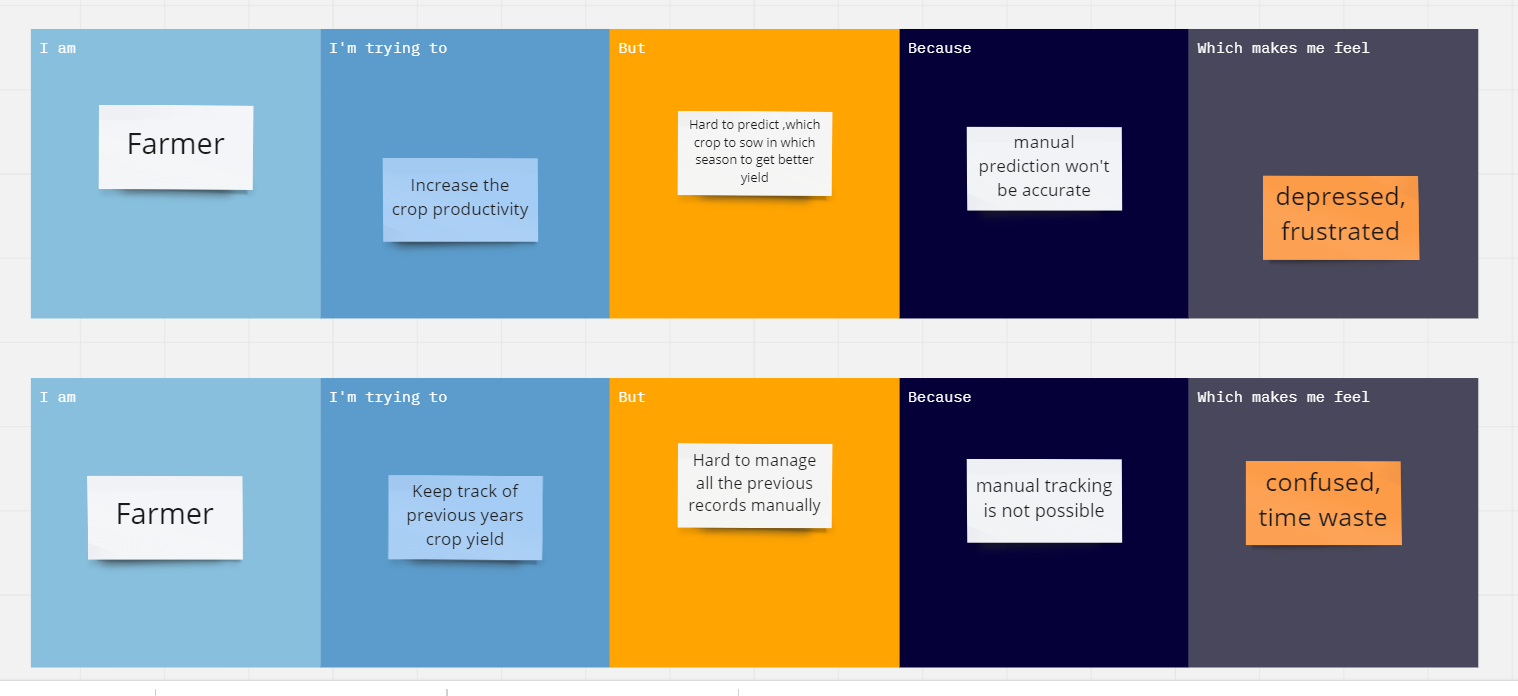 I am
I'm trying to
But
Because
Which makes me feel
Farmer
Increase the
crop productivity
Hard to predict ,which
crop to sow in which
season to get better
yield
manual
prediction won't
be accurate
depressed,
frustrated
I am
I'm trying to
But
Because
Which makes me feel
Farmer
Keep track of
previous years
crop yield
Hard to manage
all the previous
records manually
manual tracking
is not possible
confused,
time waste